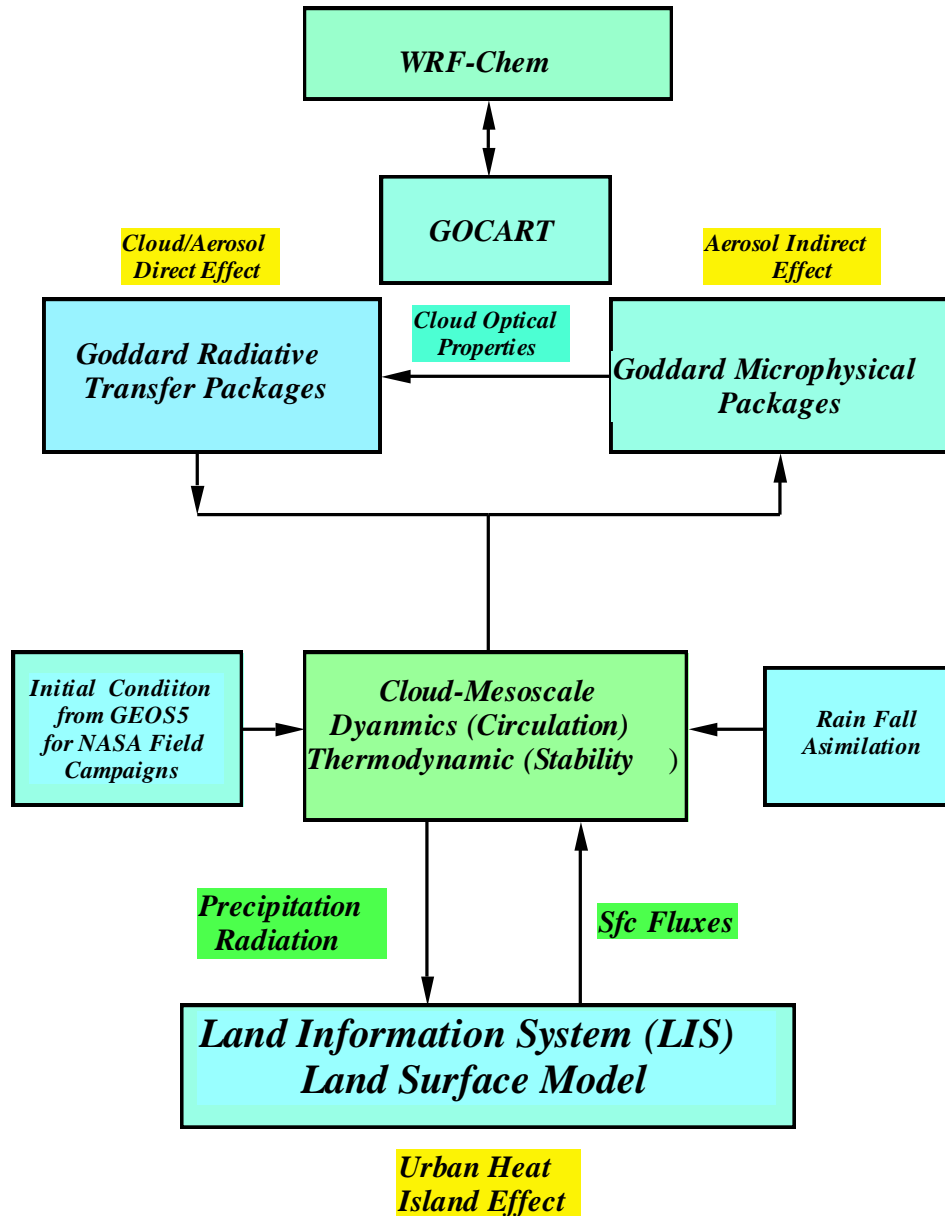 WRF-Chem
GOCART
Cloud/Aerosol
Direct Effect
Aerosol Indirect
Effect
Cloud Optical
Properties
Goddard Radiative
Transfer Packages
Goddard Microphysical
Packages
Initial Condiiton
from GEOS5
for NASA Field
Campaigns
Cloud-Mesoscale
Dyanmics (Circulation)
Thermodynamic (Stability )
Rain Fall
Asimilation
Precipitation
Radiation
Sfc Fluxes
Land Information System (LIS)
Land Surface Model
Urban Heat
Island Effect